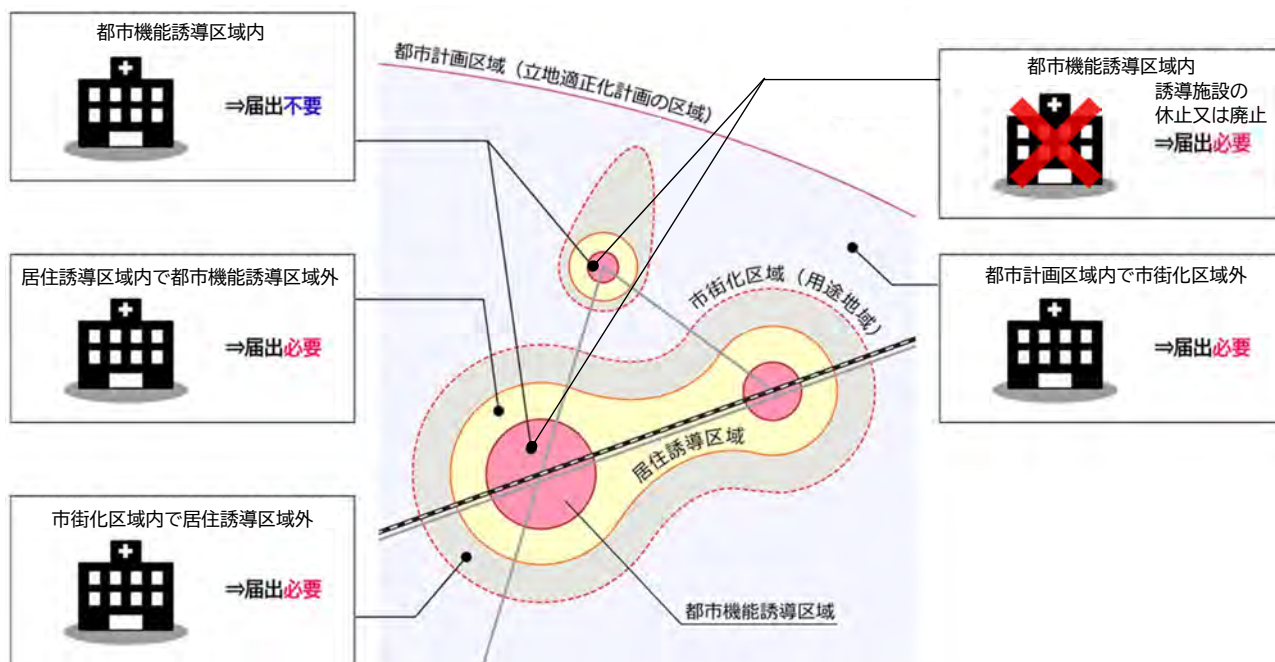 都市機能誘導区域内
⇒届出不要
居住誘導区域内で都市機能誘導区域外
⇒届出必要
市街化区域内で居住誘導区域外
⇒届出必要
都市計画区域（立地適正化計画の区域）
市街化区域（用途地域）
居住誘導区域
都市機能誘導区域
都市機能誘導区域内
誘導施設の
休止又は廃止
⇒届出必要
都市計画区域内で市街化区域外
⇒届出必要